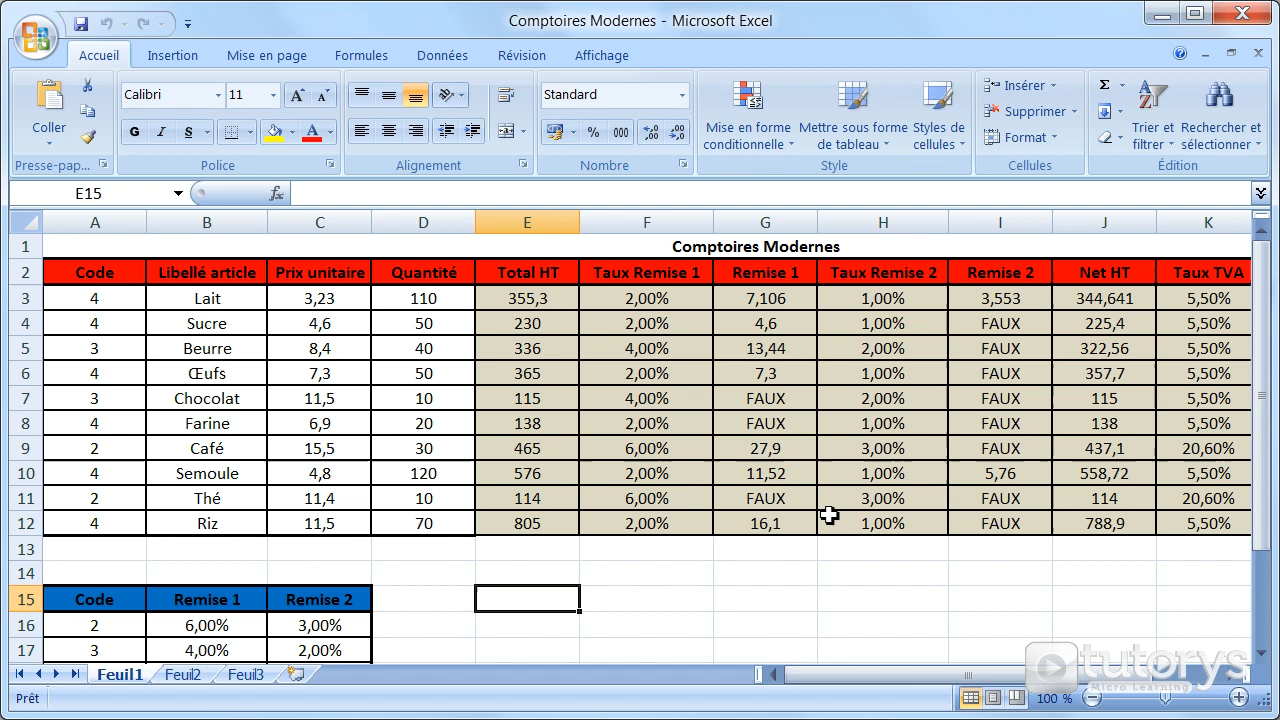 Comptoires Modernes - Microsoft Excel
Accueil Insertion Mise en page Formules Données Révision Affichage
Calibri 11 Standard Insérer
Supprimer
Coller Mise en forme conditionnelle Mettre sous forme de tableau Styles de cellules Format Trier et filtrer Rechercher et sélectionner
G I S % 000
Presse-pap... Police Alignement Nombre Style Cellules Édition
E15 fx
A B C D E F G H I J K
1 Comptoires Modernes
2 Code Libellé article Prix unitaire Quantité Total HT Taux Remise 1 Remise 1 Taux Remise 2 Remise 2 Net HT Taux TVA
3 4 Lait 3,23 110 355,3 2,00% 7,106 1,00% 3,553 344,641 5,50%
4 4 Sucre 4,6 50 230 2,00% 4,6 1,00% FAUX 225,4 5,50%
5 3 Beurre 8,4 40 336 4,00% 13,44 2,00% FAUX 322,56 5,50%
6 4 Œufs 7,3 50 365 2,00% 7,3 1,00% FAUX 357,7 5,50%
7 3 Chocolat 11,5 10 115 4,00% FAUX 2,00% FAUX 115 5,50%
8 4 Farine 6,9 20 138 2,00% FAUX 1,00% FAUX 138 5,50%
9 2 Café 15,5 30 465 6,00% 27,9 3,00% FAUX 437,1 20,60%
10 4 Semoule 4,8 120 576 2,00% 11,52 1,00% 5,76 558,72 5,50%
11 2 Thé 11,4 10 114 6,00% FAUX 3,00% FAUX 114 20,60%
12 4 Riz 11,5 70 805 2,00% 16,1 1,00% FAUX 788,9 5,50%
13
14
15 Code Remise 1 Remise 2
16 2 6,00% 3,00%
17 3 4,00% 2,00%
Feuil1 Feuil2 Feuil3
tutorys
Micro Learning
Prêt 100 %